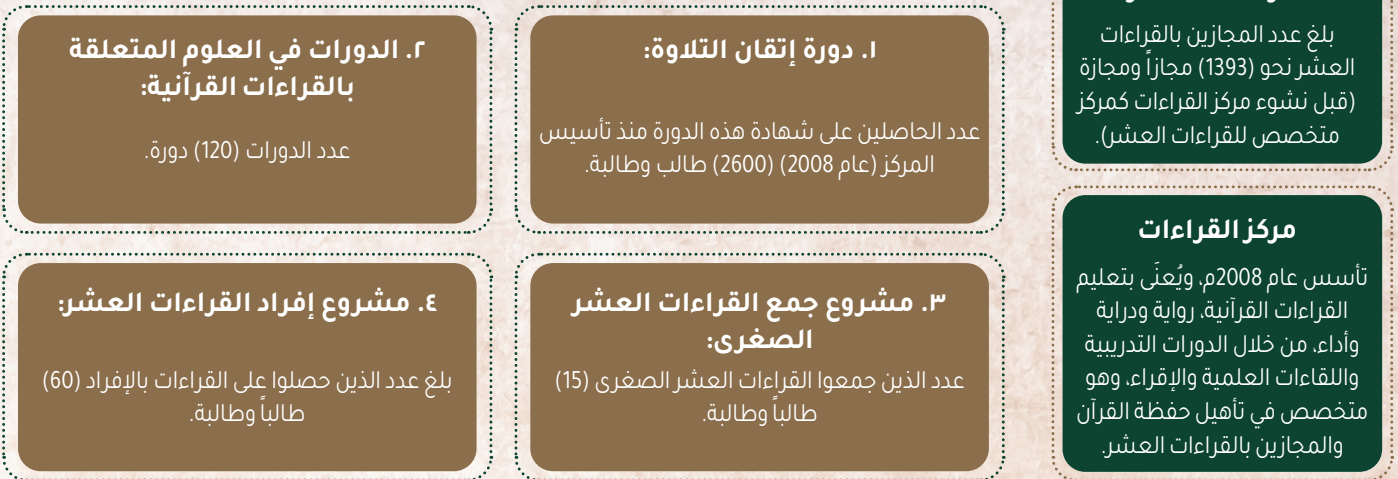 بلغ عدد المجازين بالقراءات
العشر نحو (1393) مجازاً ومجازة
(قبل نشوء مركز القراءات كمركز
متخصص للقراءات العشر).
مركز القراءات
تأسس عام 2008م، ويُعنَى بتعليم
القراءات القرآنية، رواية ودراية
وأداء، من خلال الدورات التدريبية
واللقاءات العلمية والإقراء، وهو
متخصص في تأهيل حفظة القرآن
والمجازين بالقراءات العشر.
١. دورة إتقان التلاوة:
عدد الحاصلين على شهادة هذه الدورة منذ تأسيس
المركز (عام 2008) (2600) طالب وطالبة.
٢. الدورات في العلوم المتعلقة
بالقراءات القرآنية:
عدد الدورات (120) دورة.
٣. مشروع جمع القراءات العشر
الصغرى:
عدد الذين جمعوا القراءات العشر الصغرى (15)
طالباً وطالبة.
٤. مشروع إفراد القراءات العشر:
بلغ عدد الذين حصلوا على القراءات بالإفراد (60)
طالباً وطالبة.